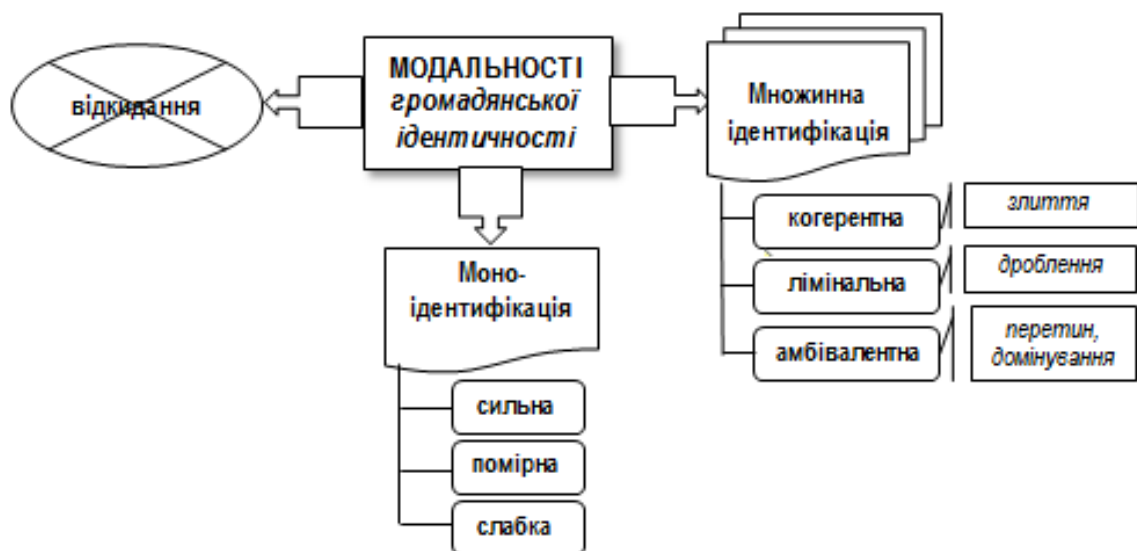 відкидання
МОДАЛЬНОСТІ
громадянської
ідентичності
Множинна
ідентифікація
когерентна
злиття
лімінальна
дроблення
амбівалентна
перетин,
домінування
Моно-
ідентифікація
сильна
помірна
слабка